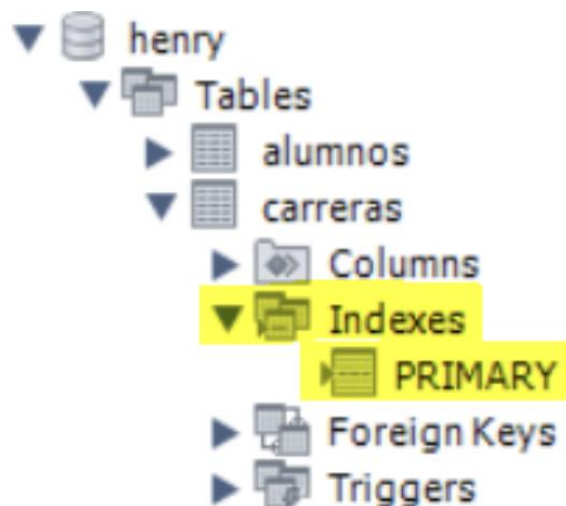 henry
Tables
alumnos
carreras
Columns
Indexes
PRIMARY
Foreign Keys
Triggers